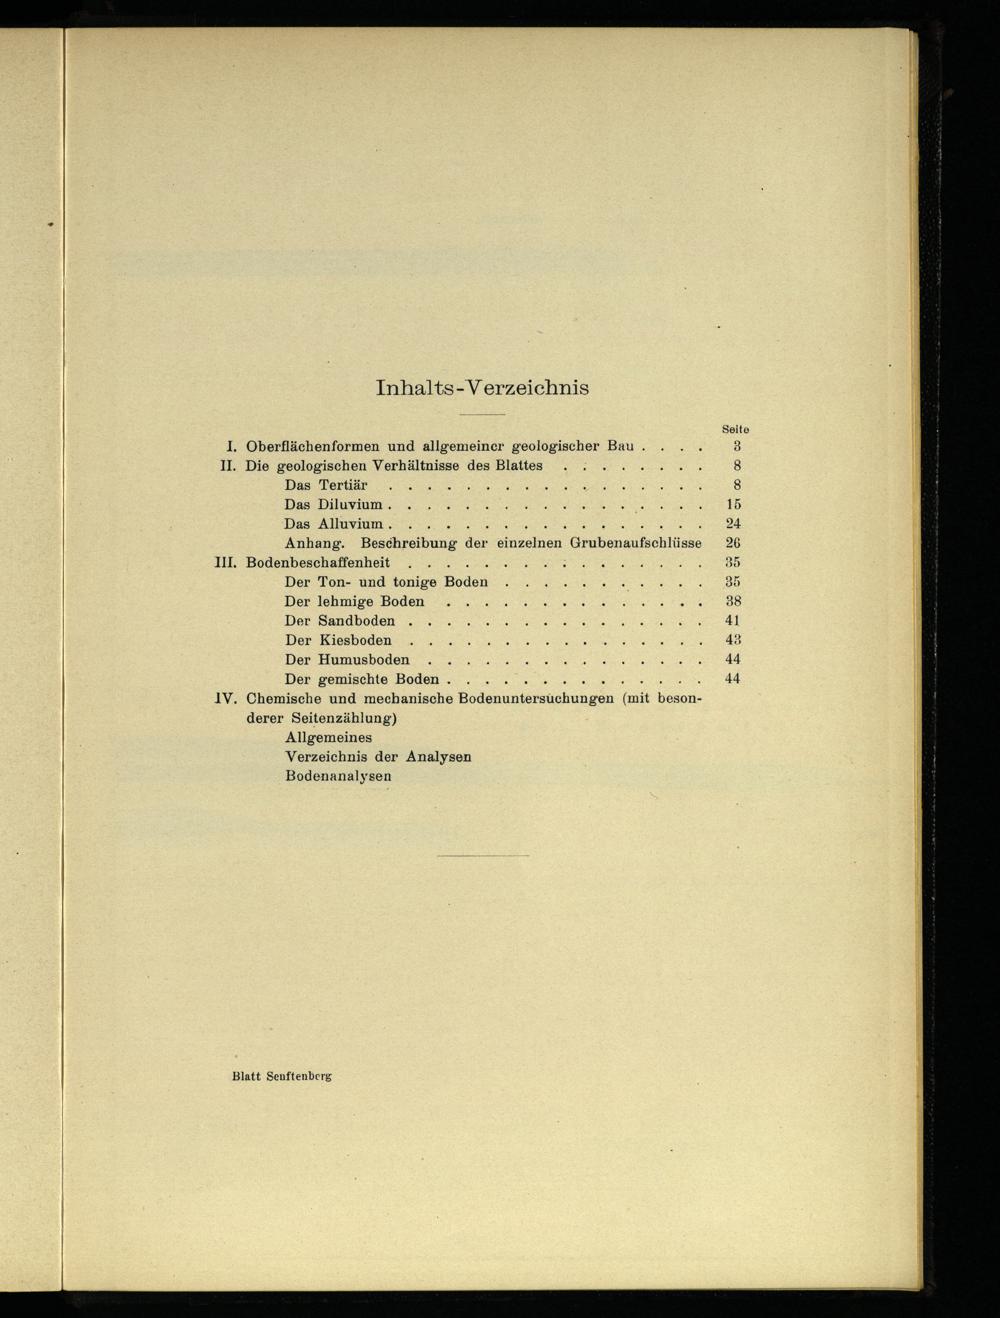 Inhalts-Verzeichnis
Seite
I. Oberflächenformen und allgemeiner geologischer Bau . . . . 3
II. Die geologischen Verhältnisse des Blattes . . . . . . . . 8
Das Tertiär . . . . . . . . . . . . . . . . . 8
Das Diluvium . . . . . . . . . . . . . . . . . 15
Das Alluvium . . . . . . . . . . . . . . . . . 24
Anhang. Beschreibung der einzelnen Grubenaufschlüsse 26
III. Bodenbeschaffenheit . . . . . . . . . . . . . . . . 35
Der Ton- und tonige Boden . . . . . . . . . . . 35
Der lehmige Boden . . . . . . . . . . . . . . 38
Der Sandboden . . . . . . . . . . . . . . . . 41
Der Kiesboden . . . . . . . . . . . . . . . . 43
Der Humusboden . . . . . . . . . . . . . . . 44
Der gemischte Boden . . . . . . . . . . . . . . 44
IV. Chemische und mechanische Bodenuntersuchungen (mit beson-
derer Seitenzählung)
Allgemeines
Verzeichnis der Analysen
Bodenanalysen
Blatt Senftenberg